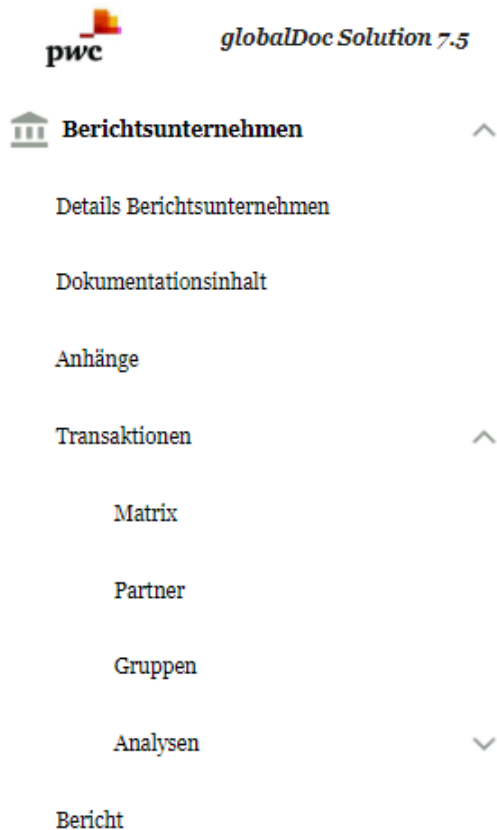 pwc
globalDoc Solution 7.5
Berichtsunternehmen
Details Berichtsunternehmen
Dokumentationsinhalt
Anhänge
Transaktionen
Matrix
Partner
Gruppen
Analysen
Bericht